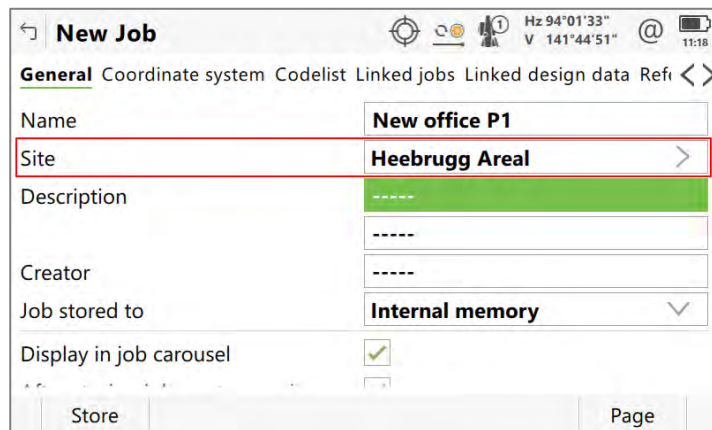 New Job
1
Hz 94°01'33"
V 141°44'51"
@
11:18
General Coordinate system Codelist Linked jobs Linked design data Refe
Name New office P1
Site Heebrugg Areal
Description -----
-----
Creator -----
Job stored to Internal memory
Display in job carousel
Store Page